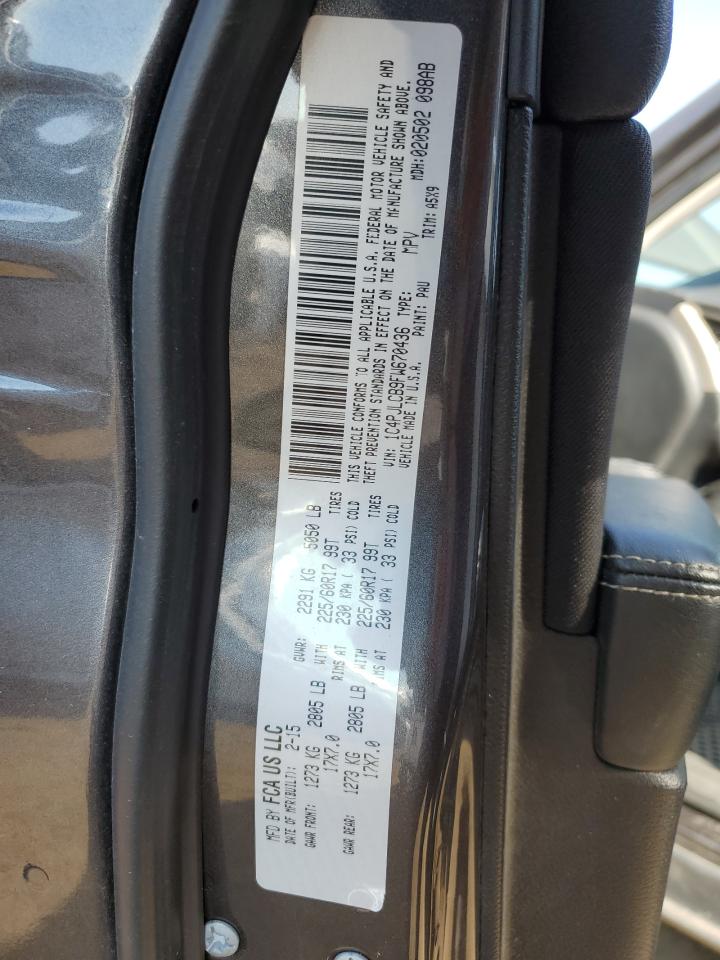 MFD BY FCA US LLC
DATE OF MFR(BUILT): 2-15 GVWR: 2291 KG 5050 LB
GAWR FRONT: 1273 KG 2805 LB WITH 225/60R17 99T TIRES
17X7.0 RIMS AT 230 KPA ( 33 PSI) COLD
GAWR REAR: 1273 KG 2805 LB WITH 225/60R17 99T TIRES
17X7.0 RIMS AT 230 KPA ( 33 PSI) COLD
THIS VEHICLE CONFORMS TO ALL APPLICABLE U.S.A. FEDERAL MOTOR VEHICLE SAFETY AND
THEFT PREVENTION STANDARDS IN EFFECT ON THE DATE OF MANUFACTURE SHOWN ABOVE.
VIN: 1C4PJLCB9FW670436 TYPE: MPV MDH:020502 098AB
VEHICLE MADE IN U.S.A. PAINT: PAU TRIM: A5X9